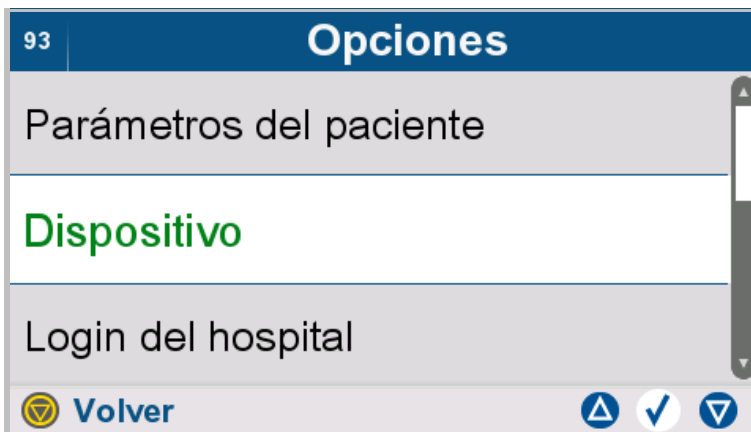 93
Opciones
Parámetros del paciente
Dispositivo
Login del hospital
Volver